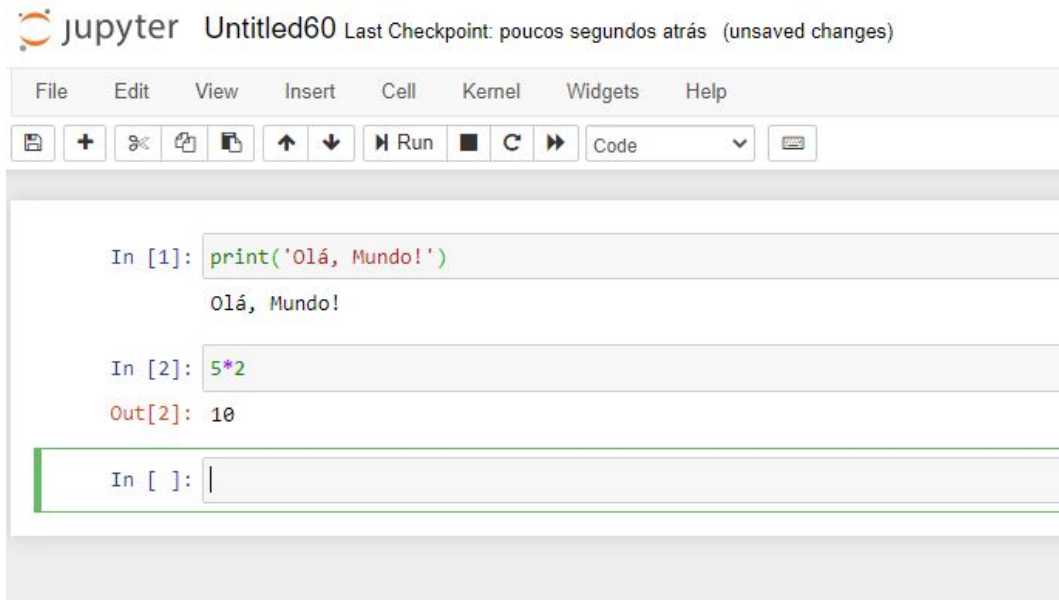 jupyter Untitled60 Last Checkpoint: poucos segundos atrás (unsaved changes)
File Edit View Insert Cell Kernel Widgets Help
Run Code
In [1]: print('Olá, Mundo!')
Olá, Mundo!
In [2]: 5*2
Out[2]: 10
In [ ]: